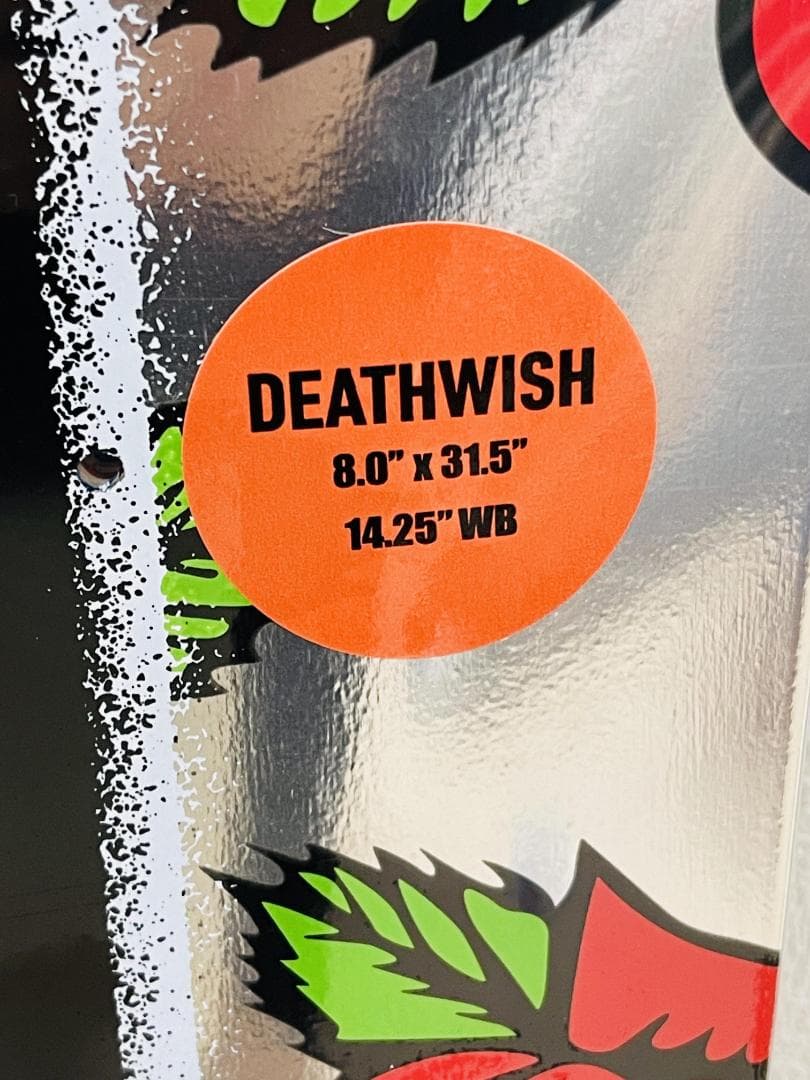 DEATHWISH
8.0” x 31.5”
14.25” WB